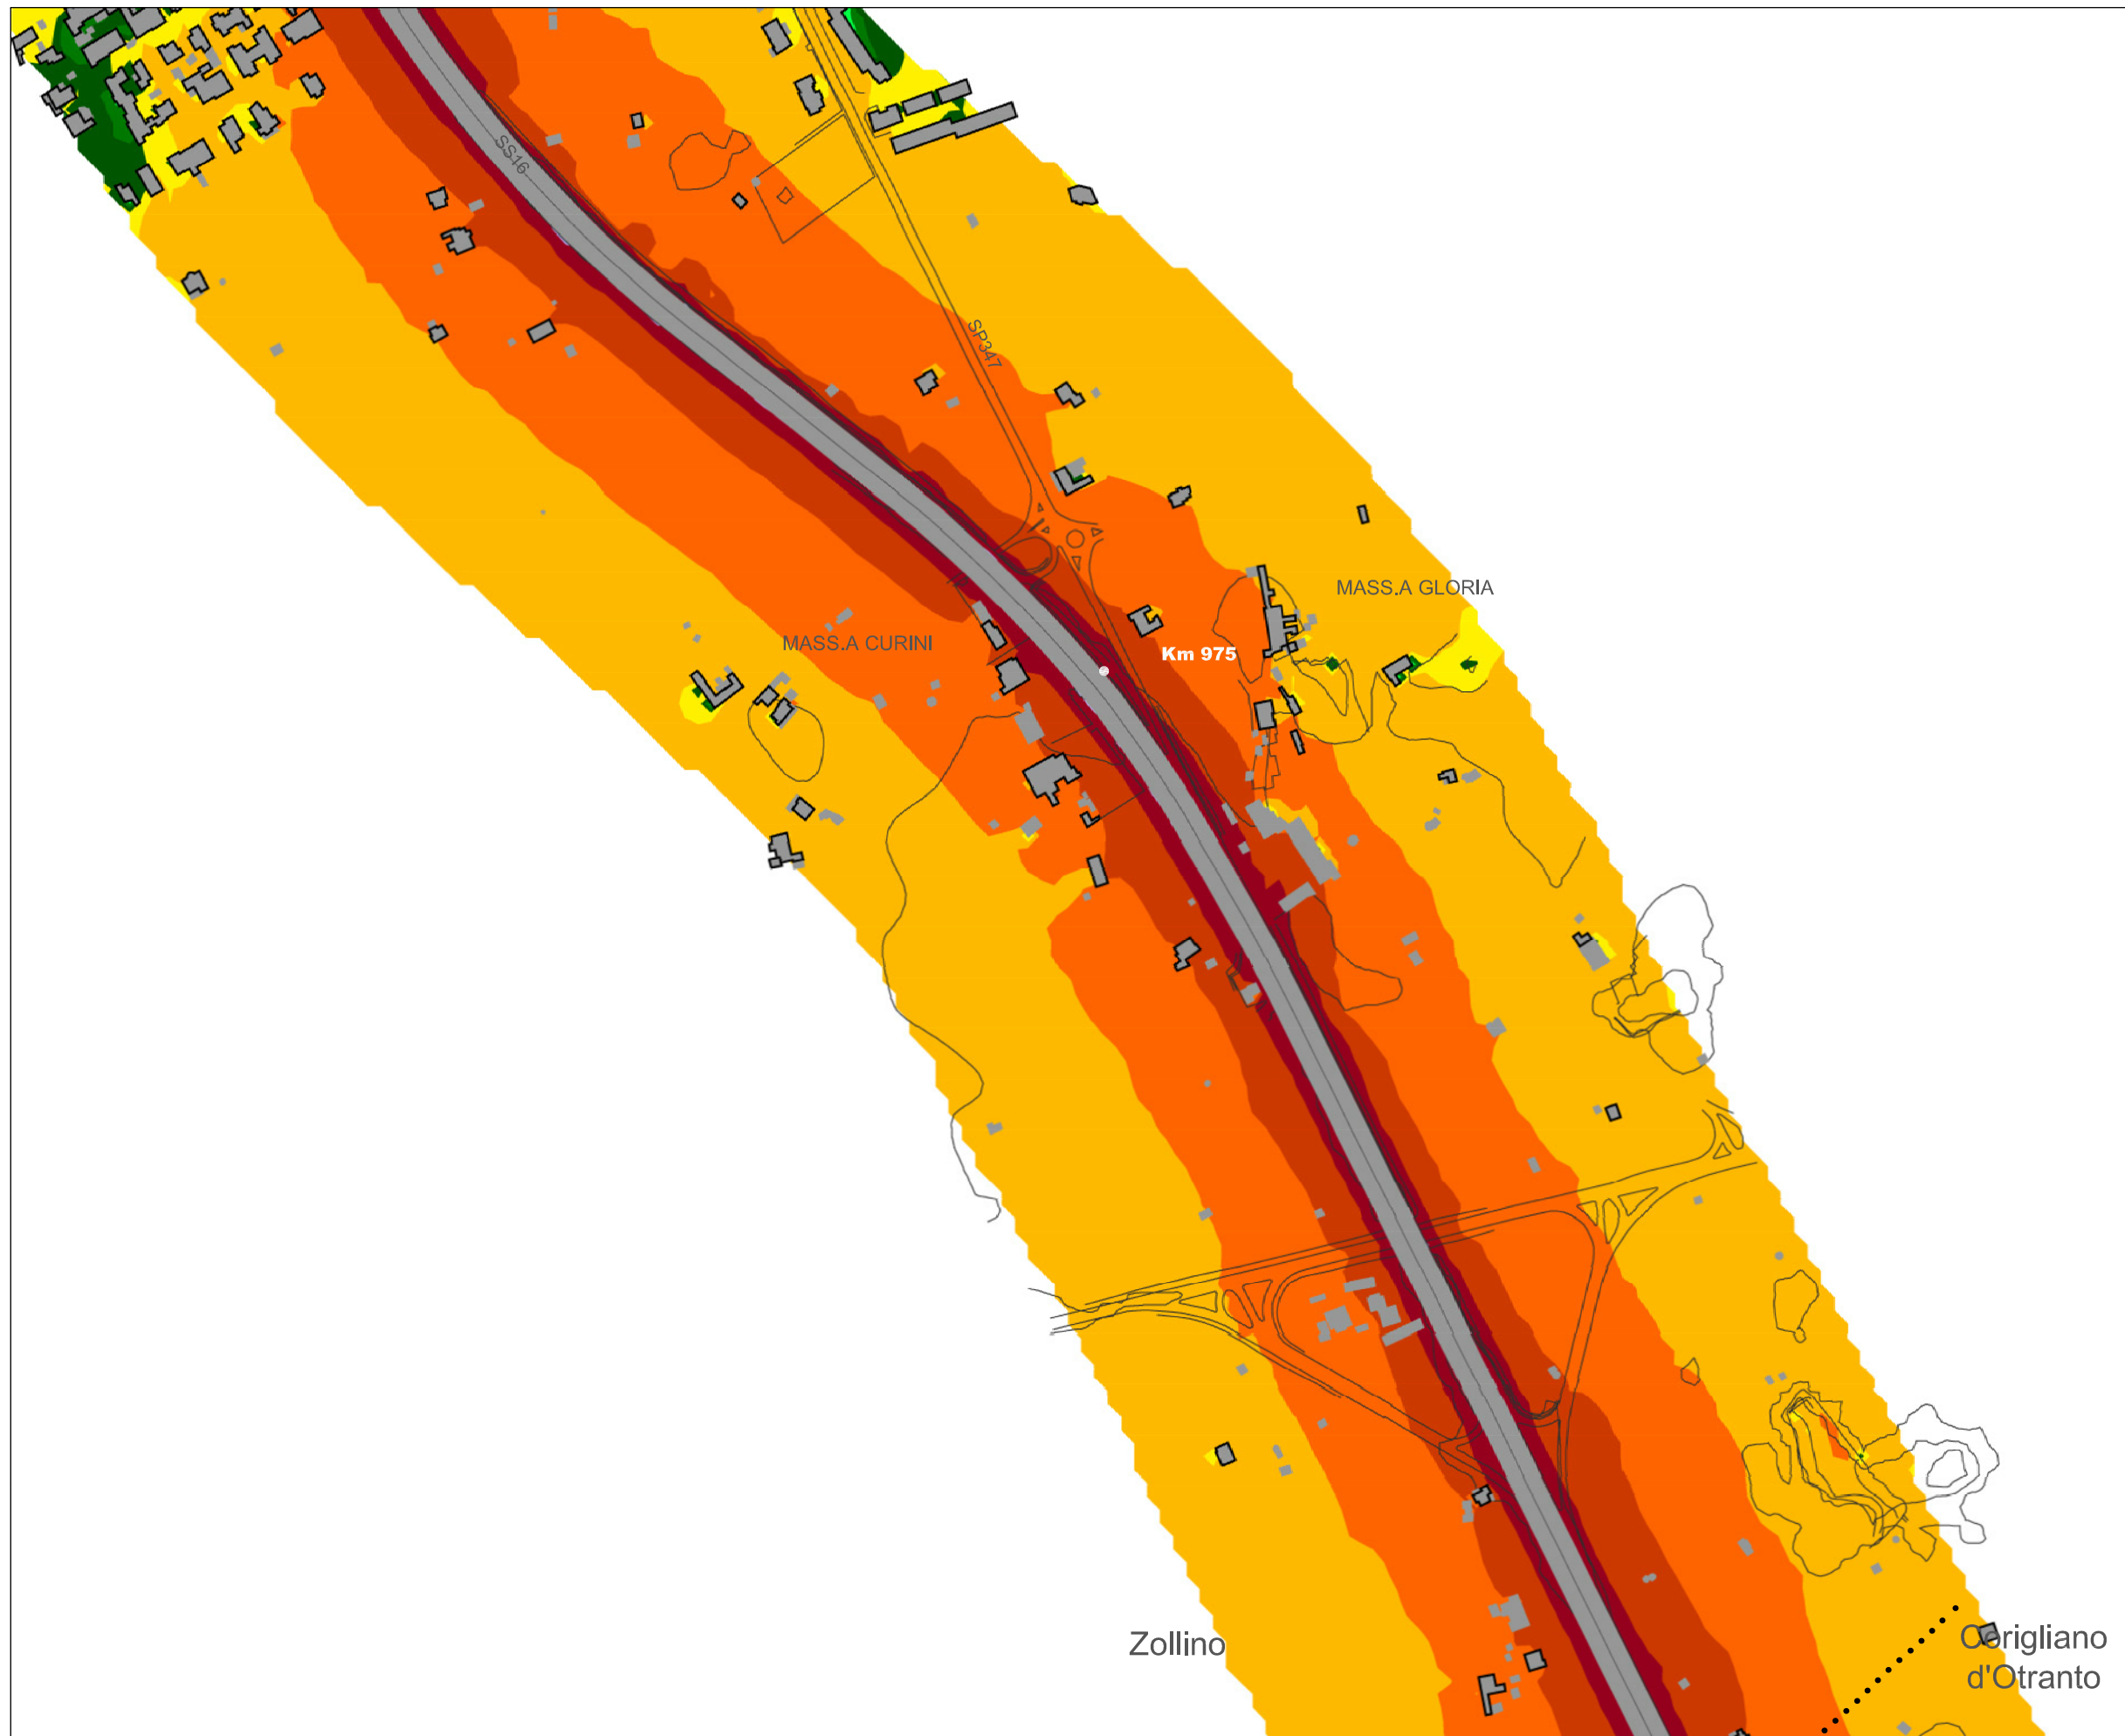 SS16
SP347
MASS.A GLORIA
MASS.A CURINI
Km 975
Zollino
Corigliano
d'Otranto